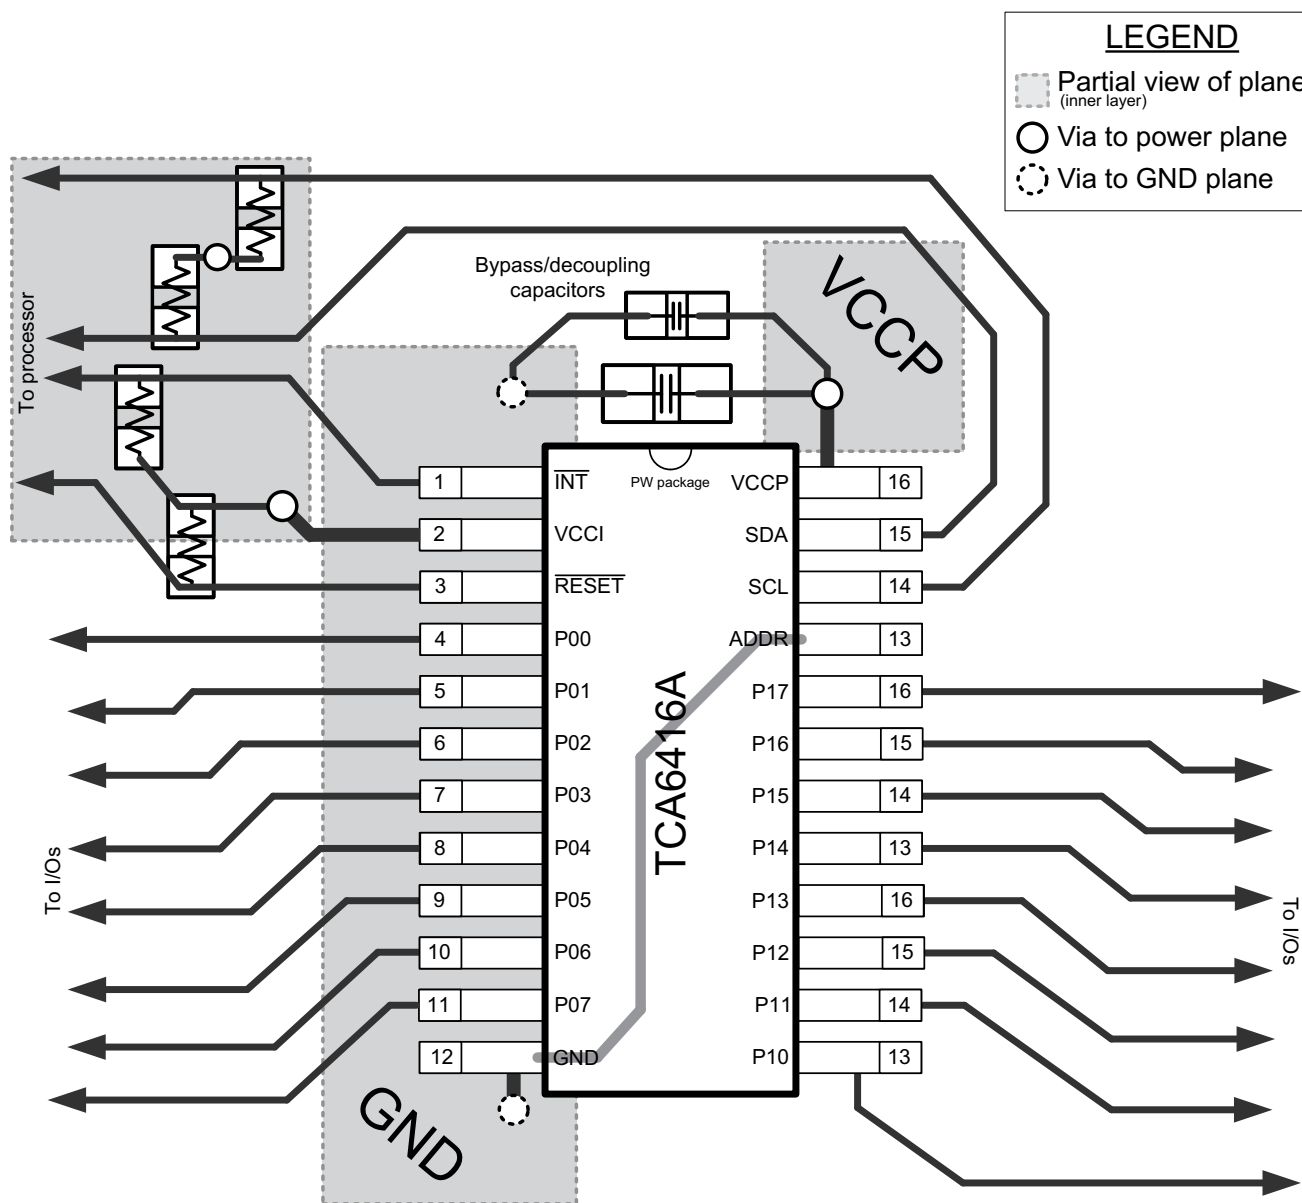 LEGEND
Partial view of plane
(inner layer)
Via to power plane
Via to GND plane
Bypass/decoupling
capacitors
VCCP
To processor
PW package
1 INT VCCP 16
2 VCCI SDA 15
3 RESET SCL 14
4 P00 ADDR 13
5 P01 P17 16
6 P02 P16 15
7 P03 P15 14
8 P04 P14 13
9 P05 P13 16
10 P06 P12 15
11 P07 P11 14
12 GND P10 13
TCA6416A
To I/Os
To I/Os
GND